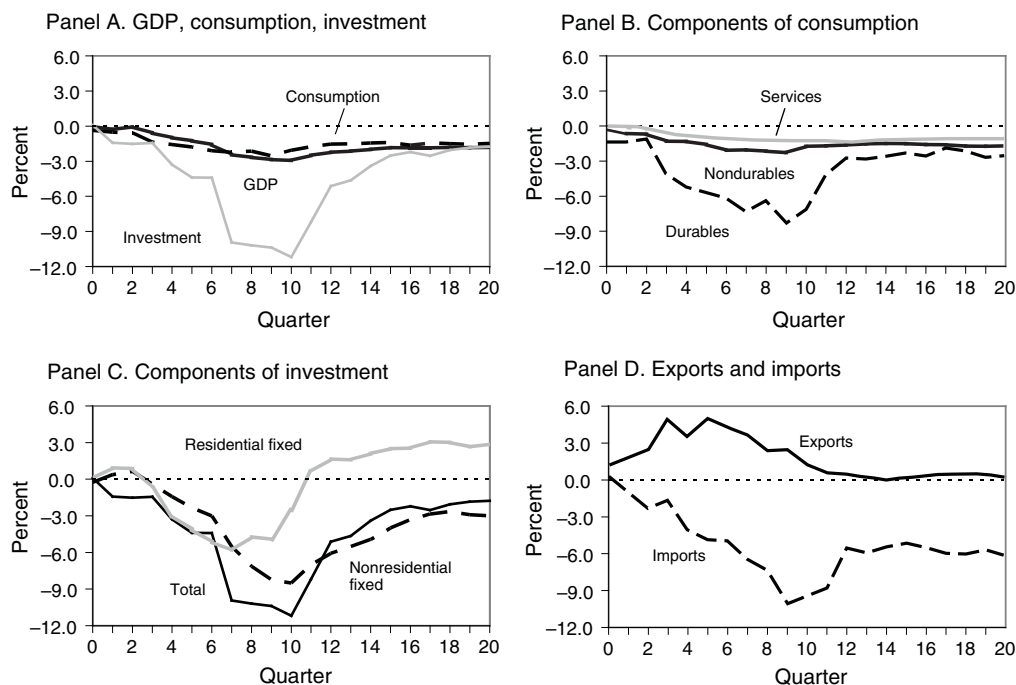 Panel A. GDP, consumption, investment
6.0
3.0
0.0
–3.0
–6.0
–9.0
–12.0
Percent
Consumption
GDP
Investment
0 2 4 6 8 10 12 14 16 18 20
Quarter
Panel B. Components of consumption
6.0
3.0
0.0
–3.0
–6.0
–9.0
–12.0
Percent
Services
Nondurables
Durables
0 2 4 6 8 10 12 14 16 18 20
Quarter
Panel C. Components of investment
6.0
3.0
0.0
–3.0
–6.0
–9.0
–12.0
Percent
Residential fixed
Nonresidential
fixed
Total
0 2 4 6 8 10 12 14 16 18 20
Quarter
Panel D. Exports and imports
6.0
3.0
0.0
–3.0
–6.0
–9.0
–12.0
Percent
Exports
Imports
0 2 4 6 8 10 12 14 16 18 20
Quarter